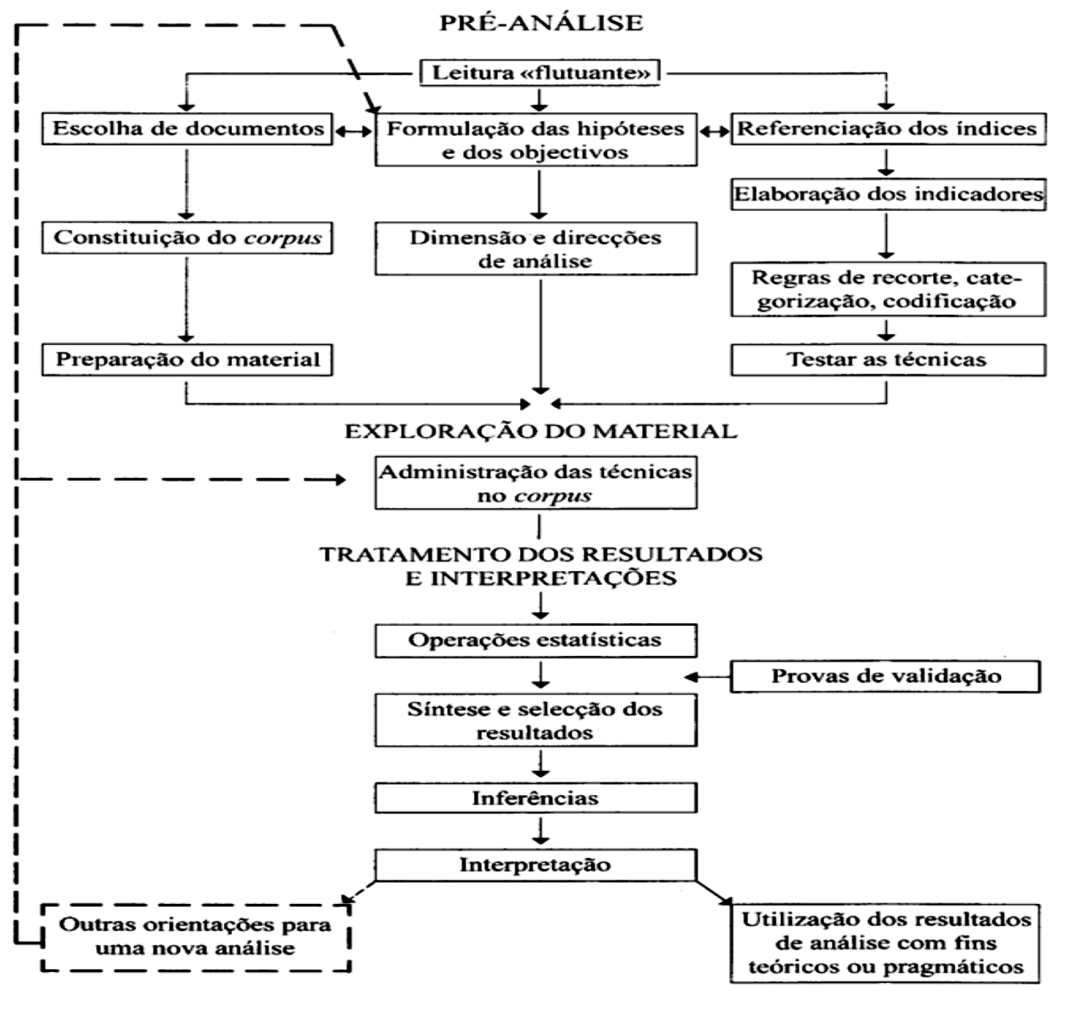 PRÉ-ANÁLISE
Leitura «flutuante»
Escolha de documentos
Formulação das hipóteses
e dos objectivos
Referenciação dos índices
Elaboração dos indicadores
Constituição do corpus
Dimensão e direcções
de análise
Regras de recorte, cate-
gorização, codificação
Preparação do material
Testar as técnicas
EXPLORAÇÃO DO MATERIAL
Administração das técnicas
no corpus
TRATAMENTO DOS RESULTADOS
E INTERPRETAÇÕES
Operações estatísticas
Provas de validação
Síntese e selecção dos
resultados
Inferências
Interpretação
Outras orientações para
uma nova análise
Utilização dos resultados
de análise com fins
teóricos ou pragmáticos